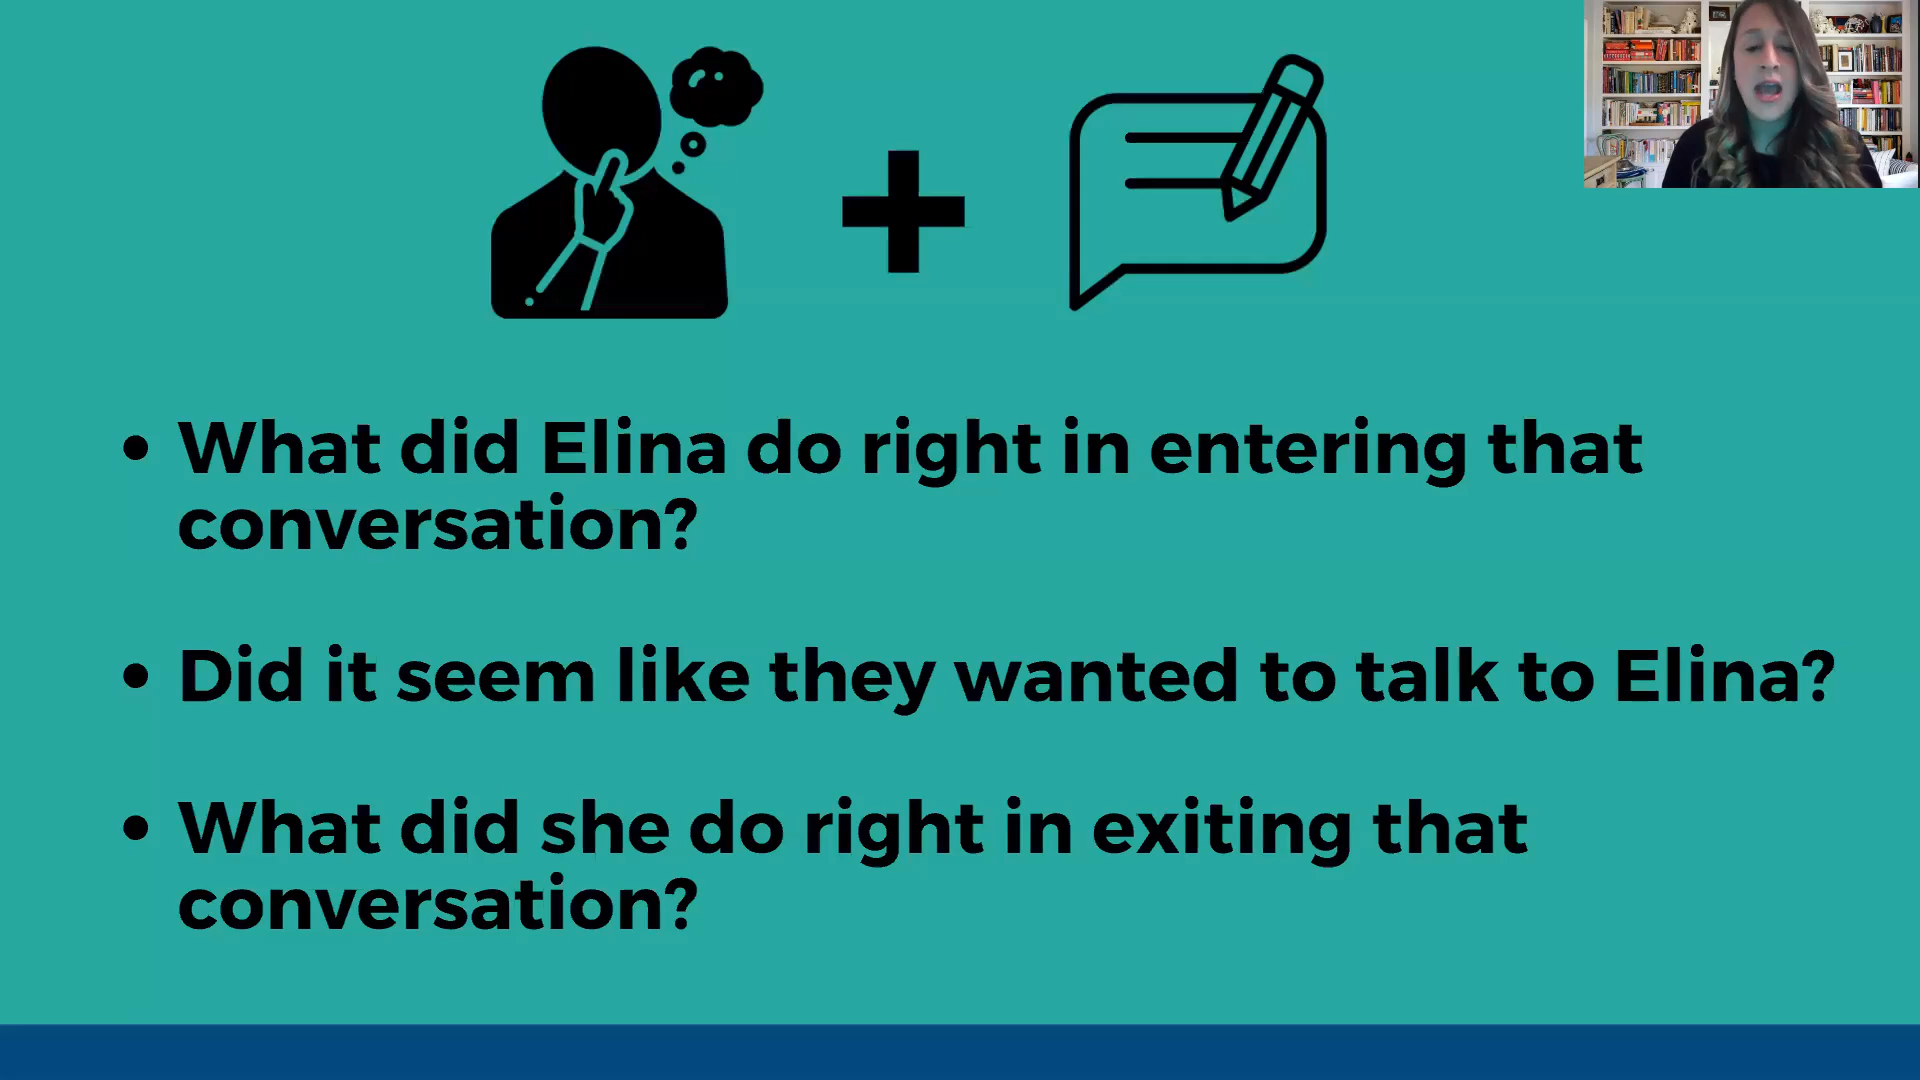 • What did Elina do right in entering that
conversation?
• Did it seem like they wanted to talk to Elina?
• What did she do right in exiting that
conversation?